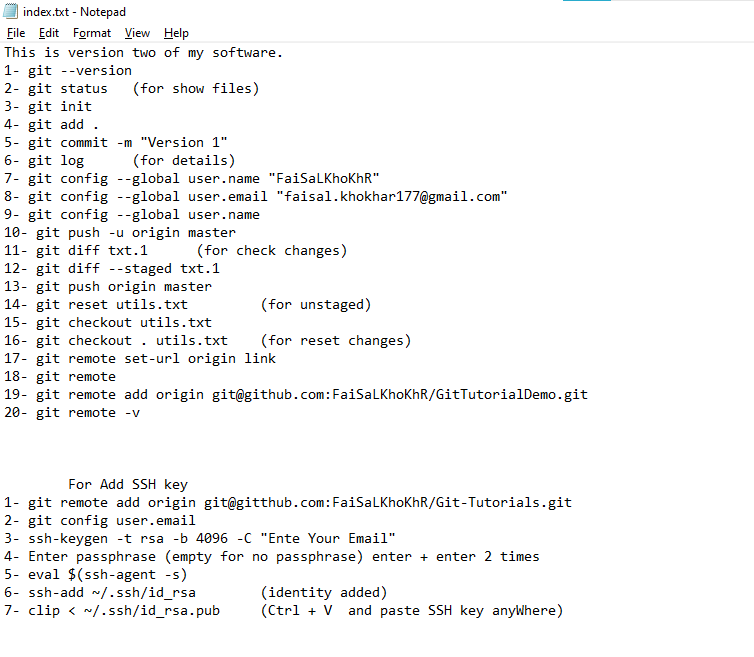 index.txt - Notepad
File Edit Format View Help
This is version two of my software.
1- git --version
2- git status   (for show files)
3- git init
4- git add .
5- git commit -m "Version 1"
6- git log      (for details)
7- git config --global user.name "FaiSaLKhoKhR"
8- git config --global user.email "faisal.khokhar177@gmail.com"
9- git config --global user.name
10- git push -u origin master
11- git diff txt.1      (for check changes)
12- git diff --staged txt.1
13- git push origin master
14- git reset utils.txt         (for unstaged)
15- git checkout utils.txt
16- git checkout . utils.txt    (for reset changes)
17- git remote set-url origin link
18- git remote
19- git remote add origin git@github.com:FaiSaLKhoKhR/GitTutorialDemo.git
20- git remote -v
For Add SSH key
1- git remote add origin git@gitthub.com:FaiSaLKhoKhR/Git-Tutorials.git
2- git config user.email
3- ssh-keygen -t rsa -b 4096 -C "Ente Your Email"
4- Enter passphrase (empty for no passphrase) enter + enter 2 times
5- eval $(ssh-agent -s)
6- ssh-add ~/.ssh/id_rsa        (identity added)
7- clip < ~/.ssh/id_rsa.pub     (Ctrl + V  and paste SSH key anyWhere)